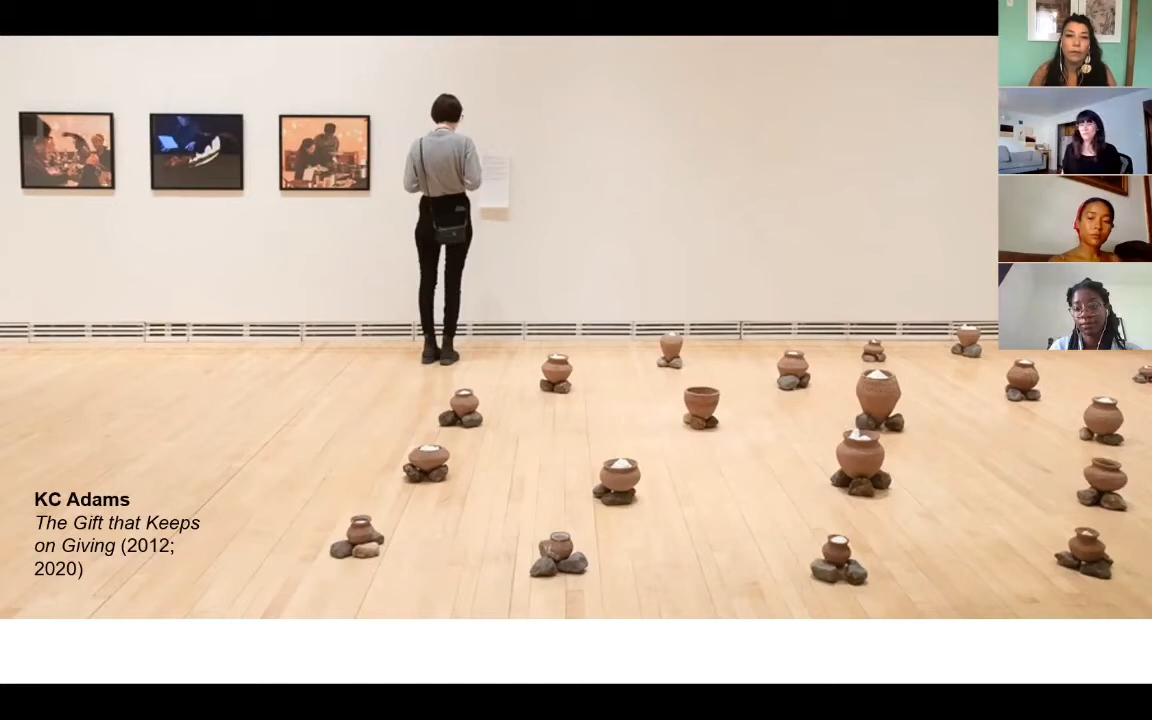 KC Adams
The Gift that Keeps
on Giving (2012;
2020)